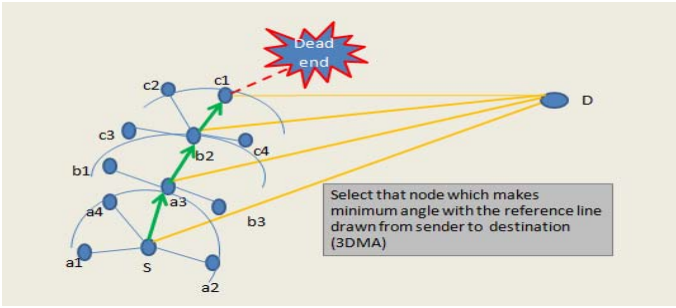 Dead
end
c1
c2
D
c3
b2
c4
b1
a3
a4
b3
S
a1
a2
Select that node which makes
minimum angle with the reference line
drawn from sender to destination
(3DMA)